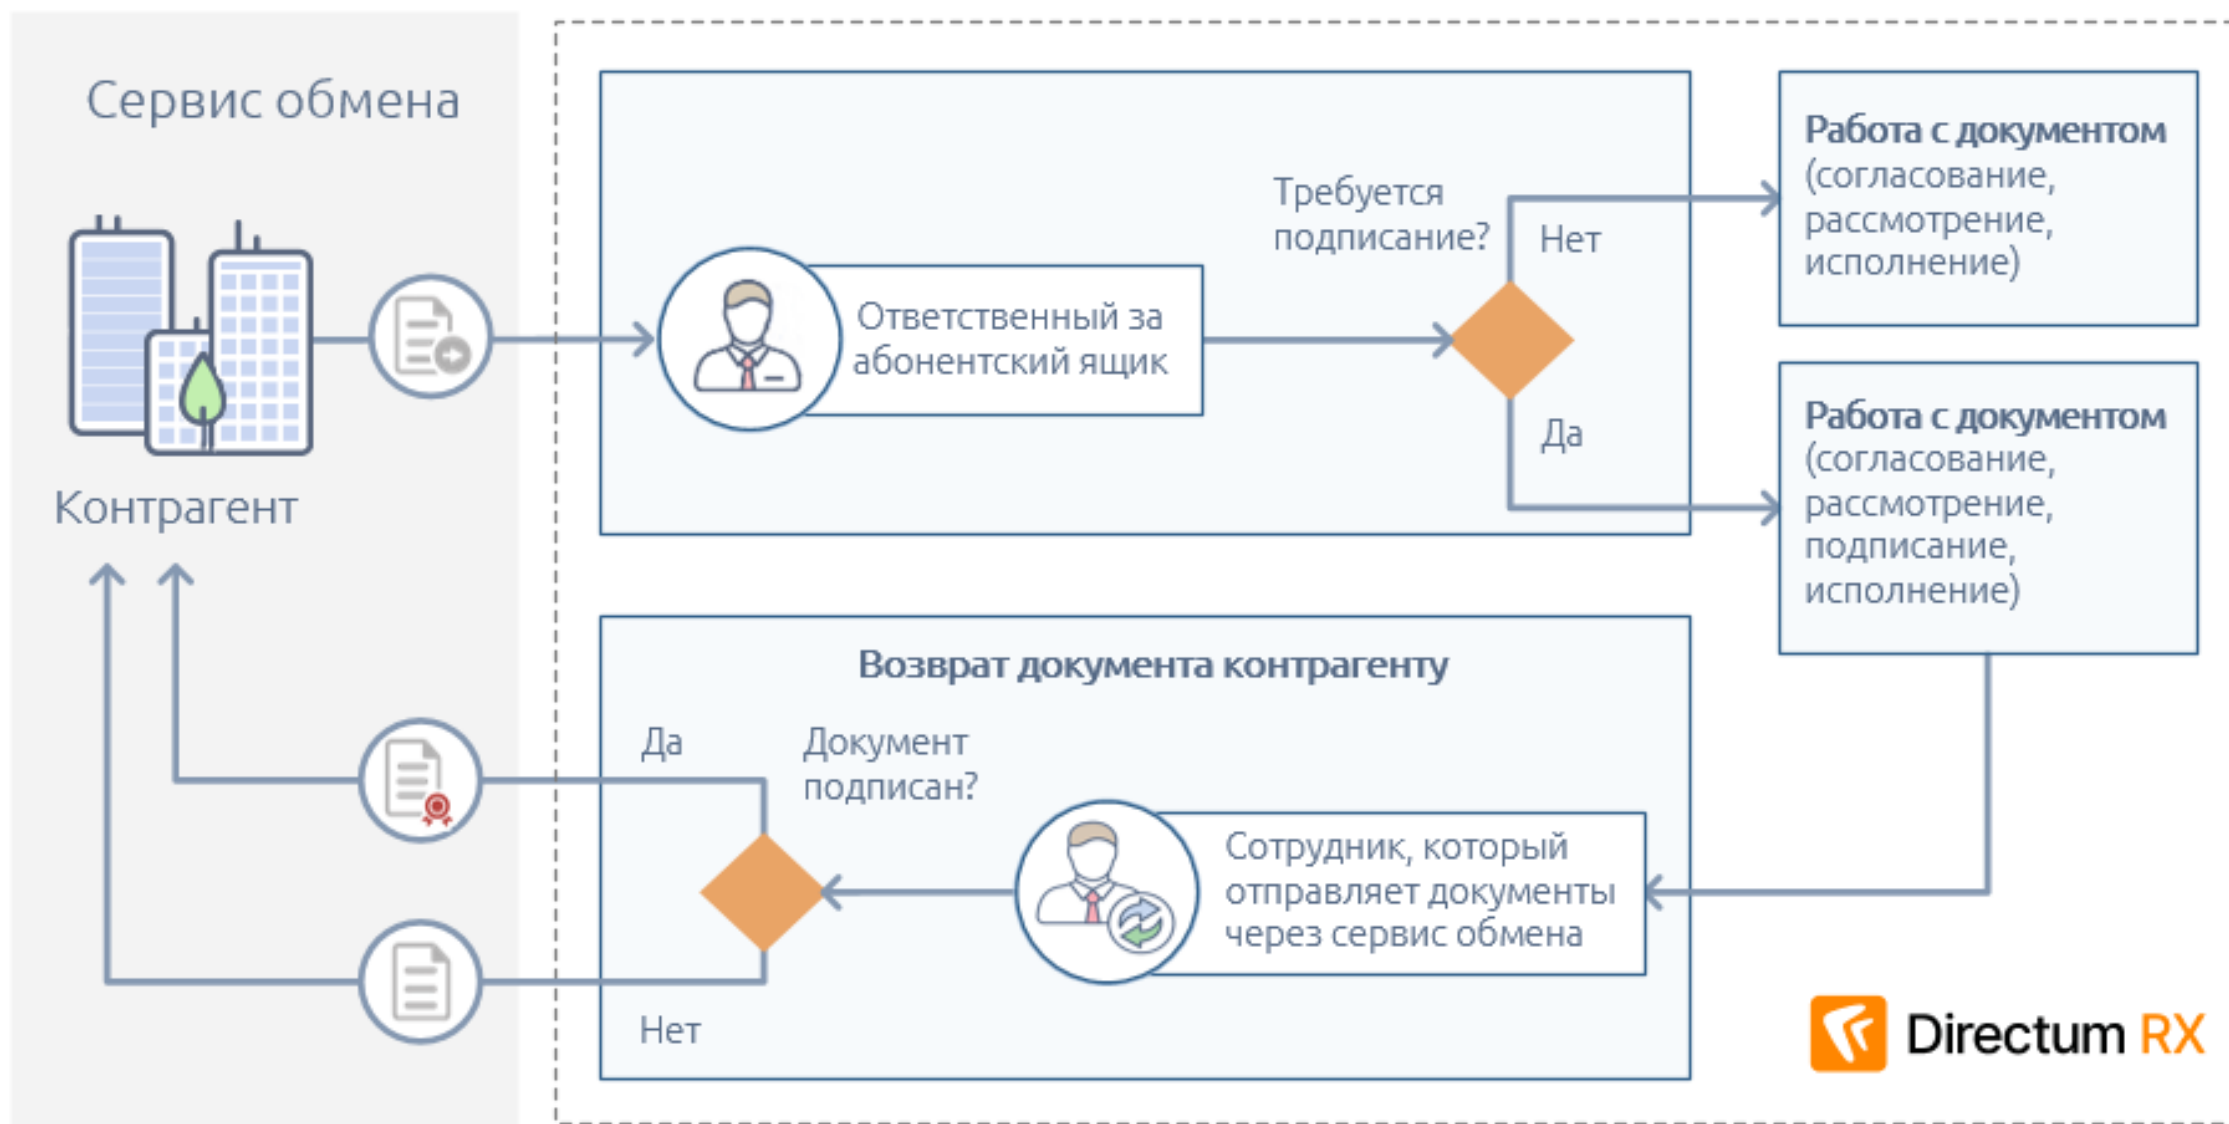 Сервис обмена
Контрагент
Ответственный за
абонентский ящик
Требуется
подписание?
Нет
Да
Работа с документом
(согласование,
рассмотрение,
исполнение)
Работа с документом
(согласование,
рассмотрение,
подписание,
исполнение)
Возврат документа контрагенту
Да
Документ
подписан?
Сотрудник, который
отправляет документы
через сервис обмена
Нет
Directum RX